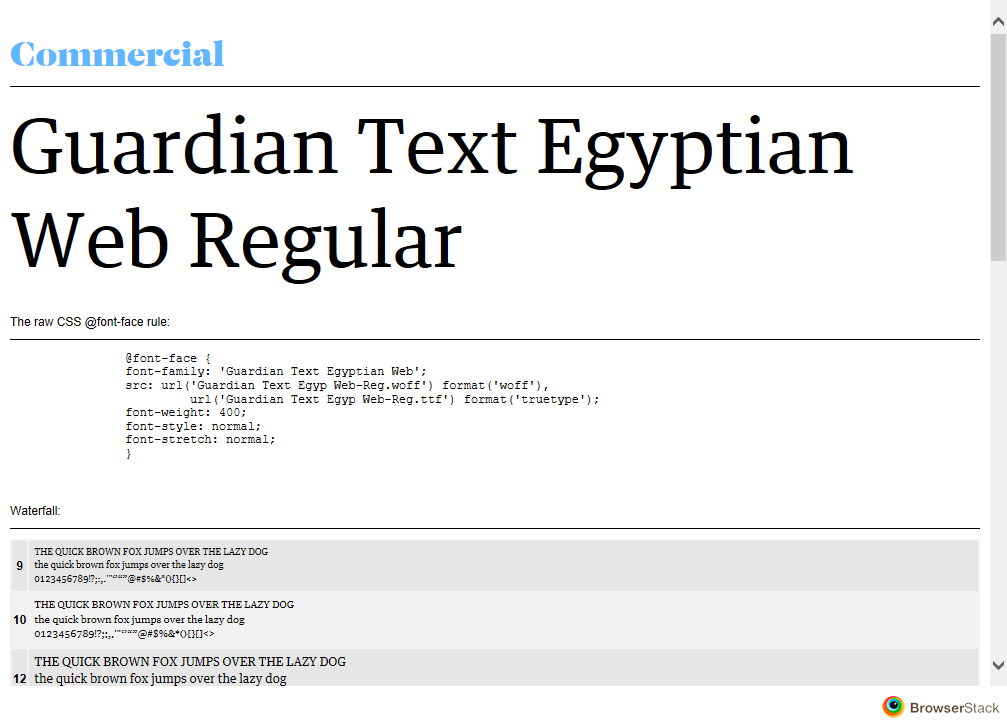 Commercial
Guardian Text Egyptian
Web Regular
The raw CSS @font-face rule:
@font-face {
font-family: 'Guardian Text Egyptian Web';
src: url('Guardian Text Egyp Web-Reg.woff') format('woff'),
url('Guardian Text Egyp Web-Reg.ttf') format('truetype');
font-weight: 400;
font-style: normal;
font-stretch: normal;
}
Waterfall:
THE QUICK BROWN FOX JUMPS OVER THE LAZY DOG
9 the quick brown fox jumps over the lazy dog
0123456789!?;:,.'"‘’“”@#$%&*(){}[]<>
THE QUICK BROWN FOX JUMPS OVER THE LAZY DOG
10 the quick brown fox jumps over the lazy dog
0123456789!?;:,.'"‘’“”@#$%&*(){}[]<>
THE QUICK BROWN FOX JUMPS OVER THE LAZY DOG
12 the quick brown fox jumps over the lazy dog
BrowserStack